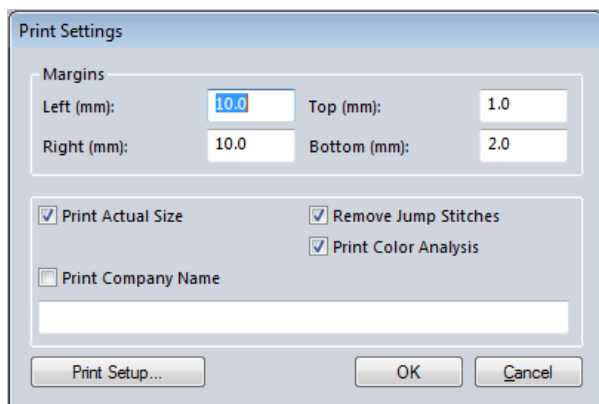 Print Settings
Margins
Left (mm): 10.0 Top (mm): 1.0
Right (mm): 10.0 Bottom (mm): 2.0
Print Actual Size Remove Jump Stitches
Print Color Analysis
Print Company Name
Print Setup... OK Cancel